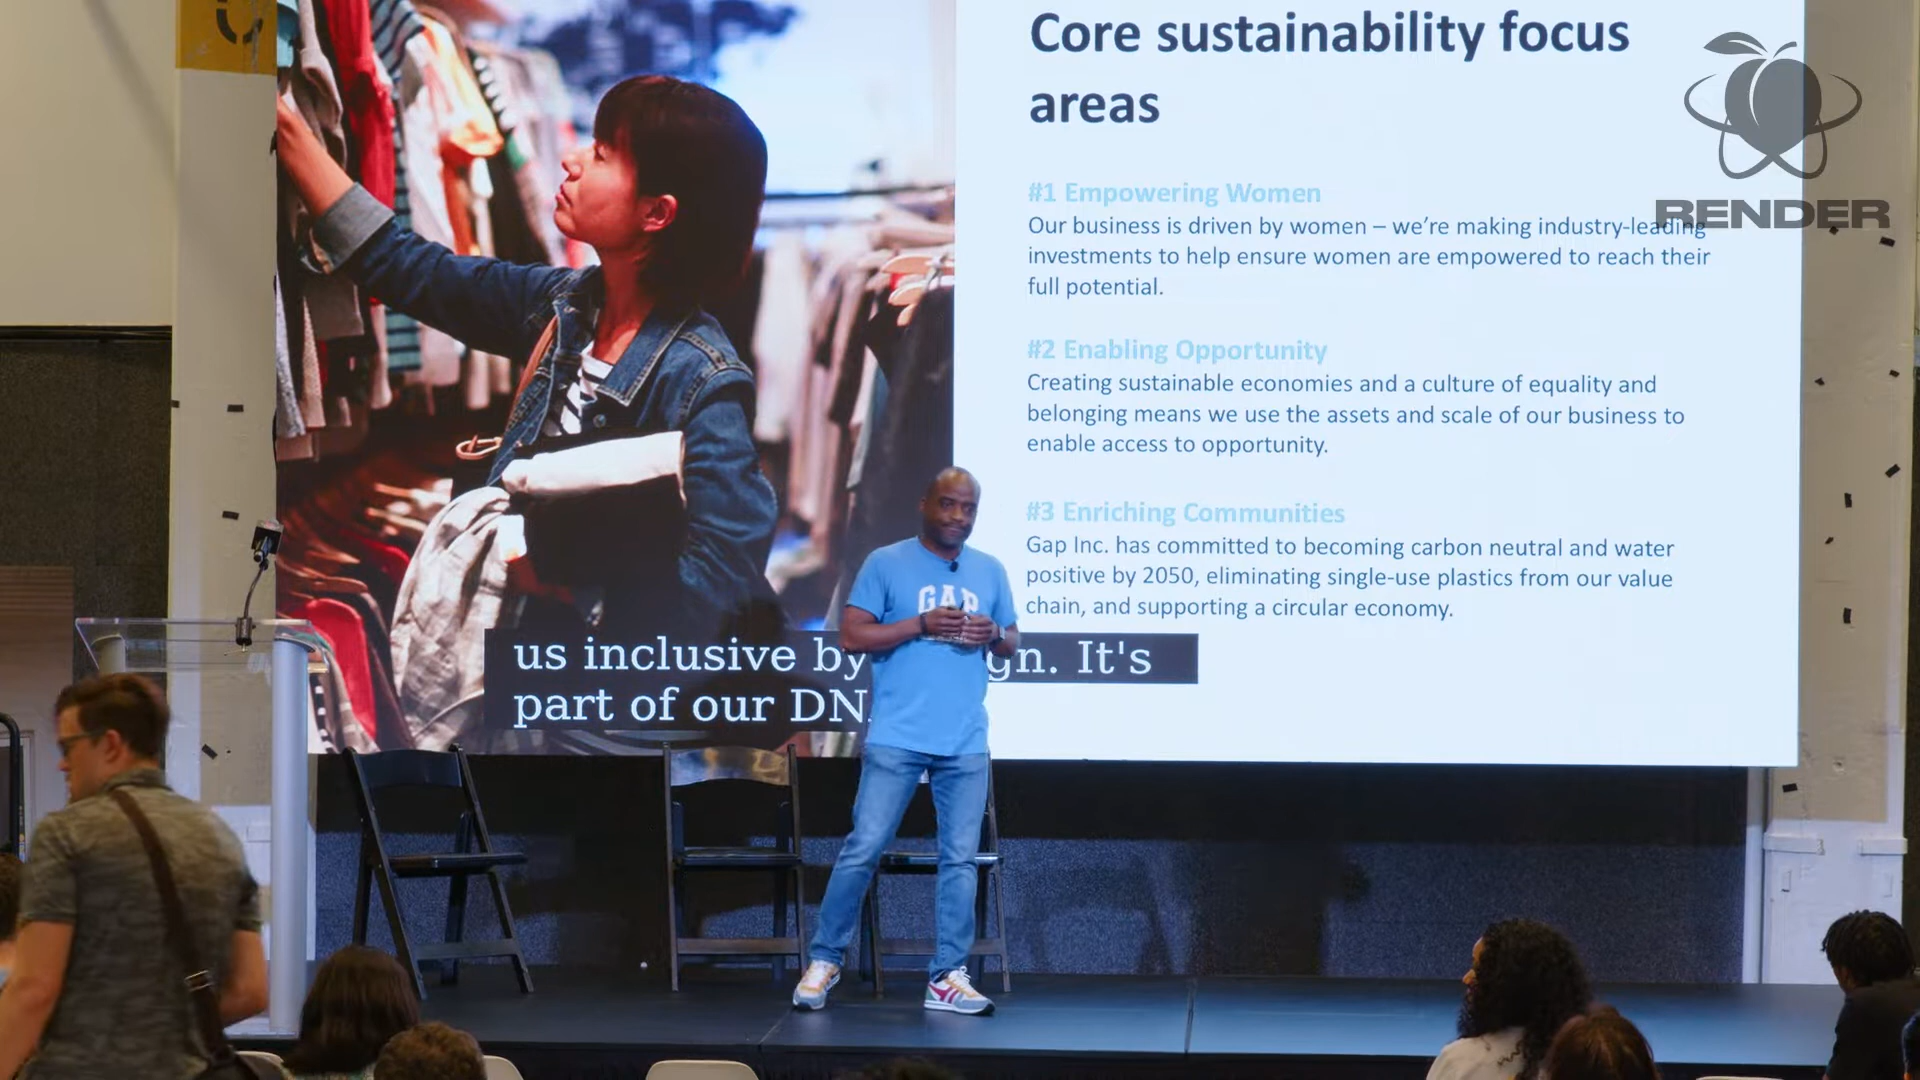 Core sustainability focus
areas
RENDER
#1 Empowering Women
Our business is driven by women – we're making industry-leading
investments to help ensure women are empowered to reach their
full potential.
#2 Enabling Opportunity
Creating sustainable economies and a culture of equality and
belonging means we use the assets and scale of our business to
enable access to opportunity.
#3 Enriching Communities
Gap Inc. has committed to becoming carbon neutral and water
positive by 2050, eliminating single-use plastics from our value
chain, and supporting a circular economy.
GAP
us inclusive by gn. It's
part of our DN